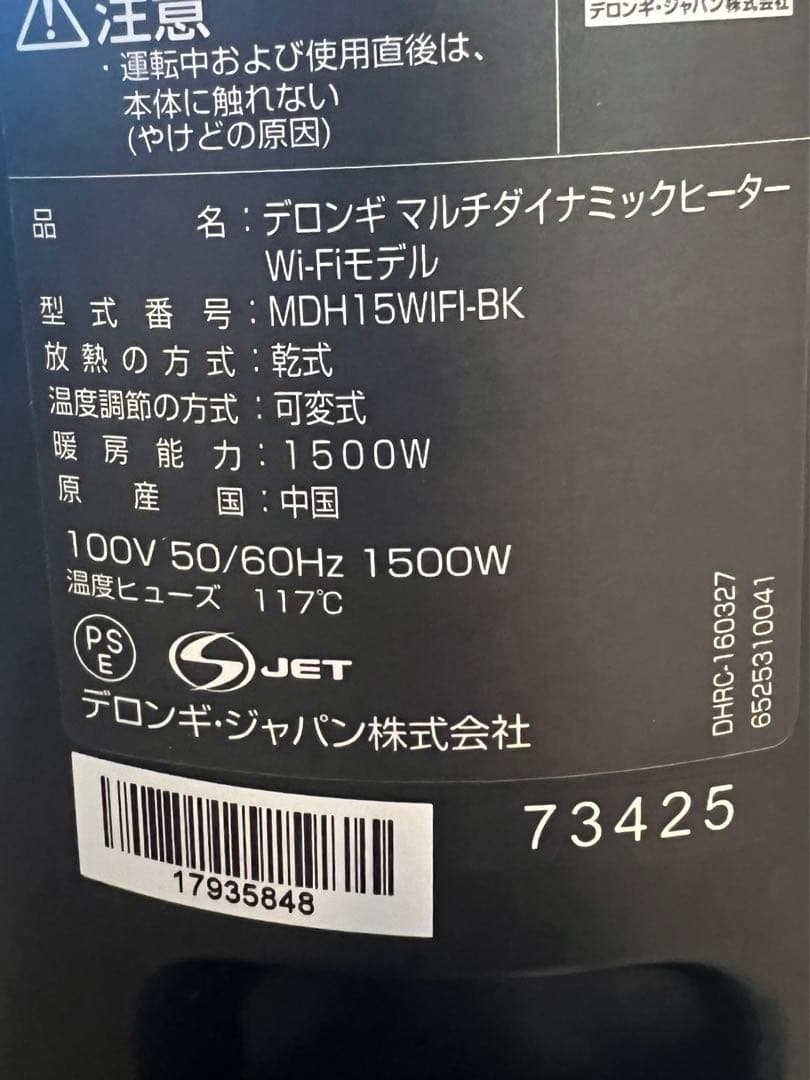 注意
デロンギ・ジャパン株式会社
・運転中および使用直後は、
本体に触れない
(やけどの原因)
品名：デロンギ マルチダイナミックヒーター
Wi-Fiモデル
型式番号：MDH15WIFI-BK
放熱の方式：乾式
温度調節の方式：可変式
暖房能力：1500W
原産国：中国
100V 50/60Hz 1500W
温度ヒューズ 117℃
PSE
S JET
デロンギ・ジャパン株式会社
DHRC-160327
6525310041
73425
17935848